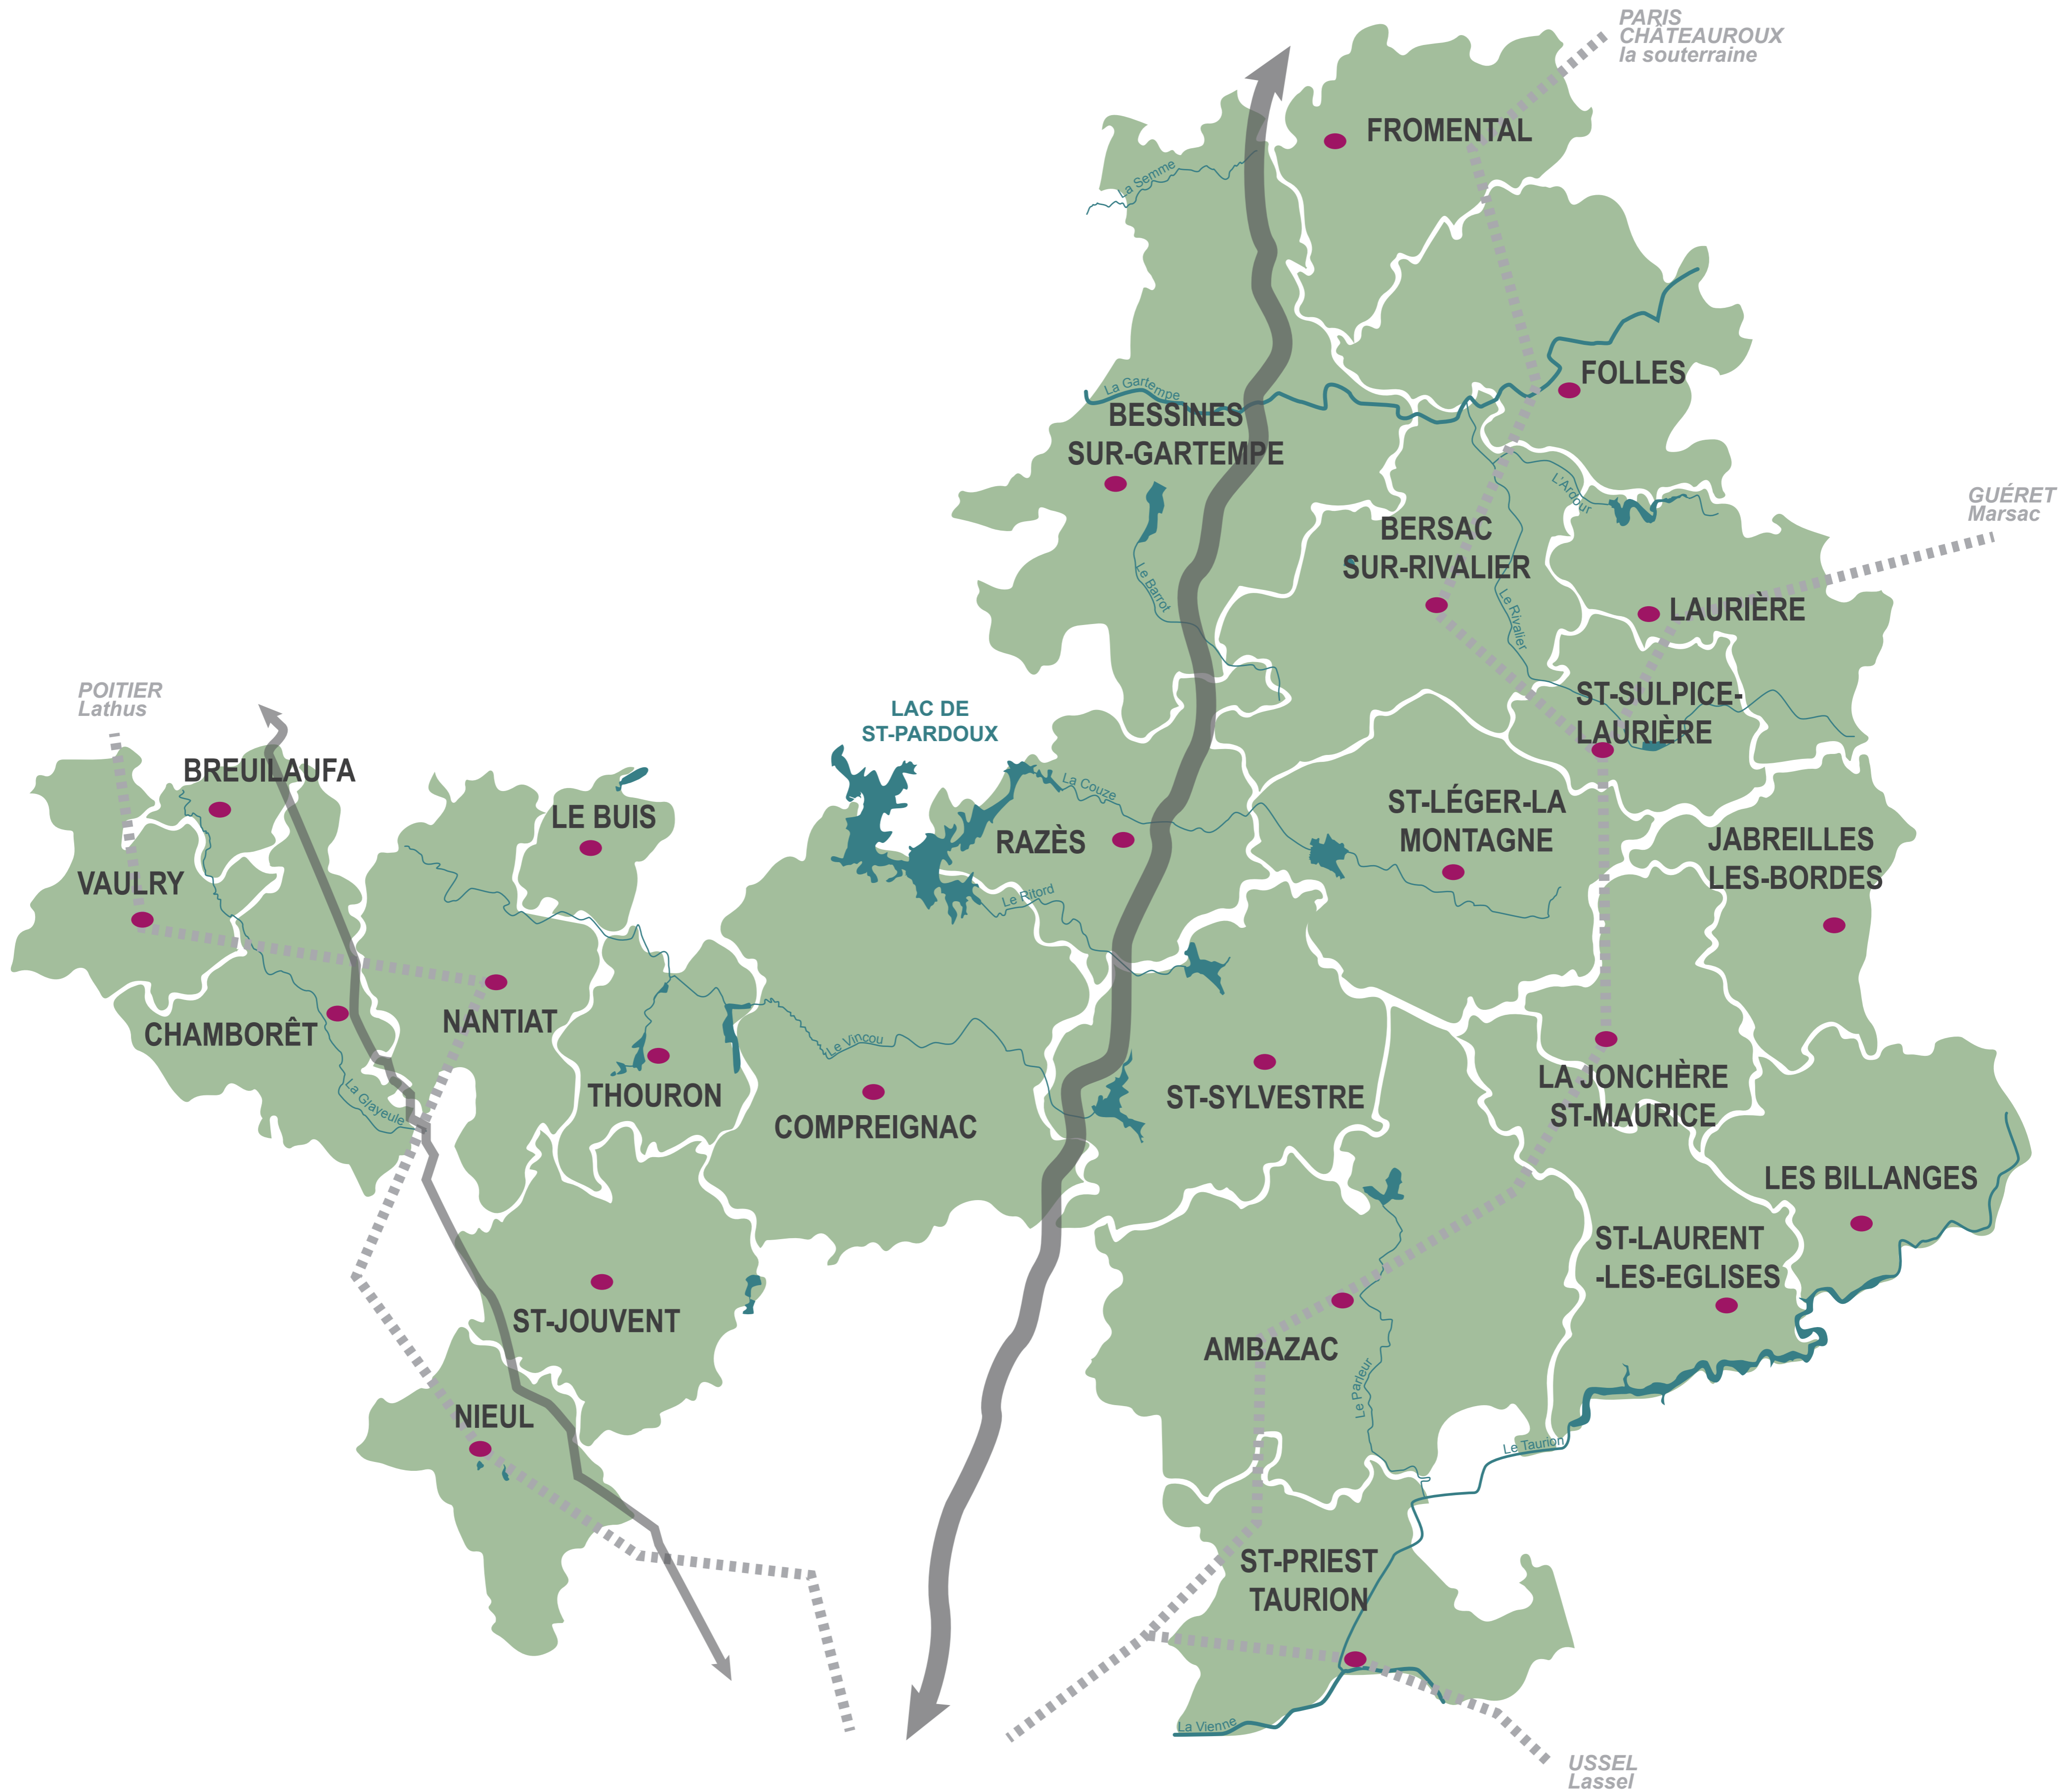 PARIS
CHÂTEAUROUX
la souterraine
FROMENTAL
La Semme
FOLLES
La Gartempe
BESSINES
SUR-GARTEMPE
L'Ardour
GUÉRET
Marsac
BERSAC
SUR-RIVALIER
Le Barrot
Le Rivalier
LAURIÈRE
POITIER
Lathus
LAC DE
ST-PARDOUX
ST-SULPICE-
LAURIÈRE
BREUILAUFA
La Couze
LE BUIS
RAZÈS
ST-LÉGER-LA
MONTAGNE
JABREILLES
LES-BORDES
VAULRY
Le Ritord
CHAMBORÊT
NANTIAT
Le Vincou
THOURON
La Glayeule
COMPREIGNAC
ST-SYLVESTRE
LA JONCHÈRE
ST-MAURICE
LES BILLANGES
ST-LAURENT
-LES-EGLISES
ST-JOUVENT
AMBAZAC
Le Parleur
NIEUL
Le Taurion
ST-PRIEST
TAURION
La Vienne
USSEL
Lassel